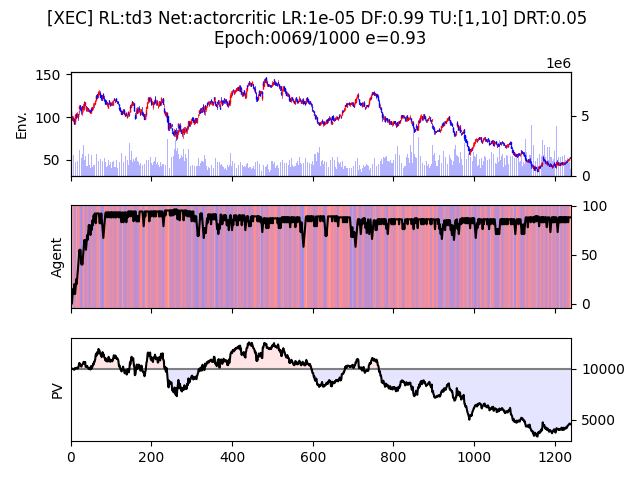 [XEC] RL:td3 Net:actorcritic LR:1e-05 DF:0.99 TU:[1,10] DRT:0.05
Epoch:0069/1000 e=0.93
1e6
150
100
50
Env.
5
0
Agent
100
50
0
PV
10000
5000
0 200 400 600 800 1000 1200